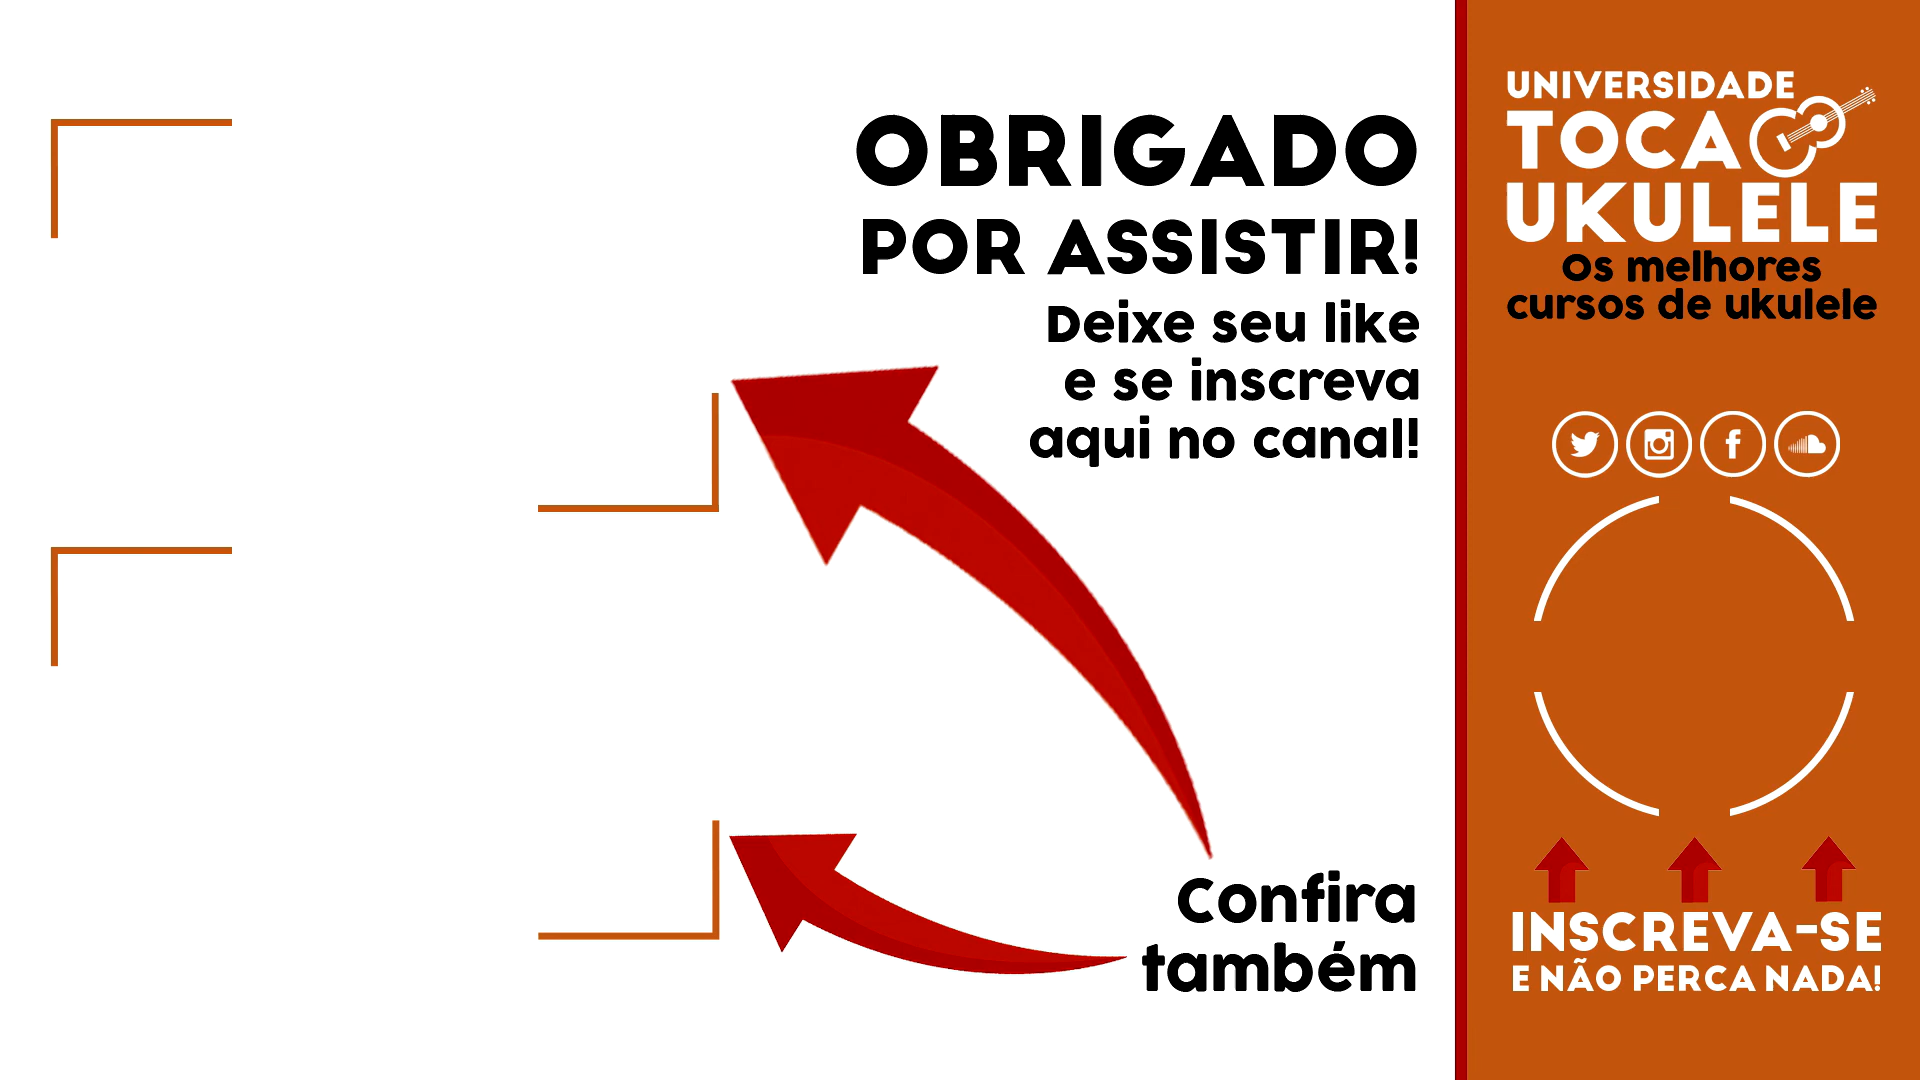 OBRIGADO
POR ASSISTIR!
Deixe seu like
e se inscreva
aqui no canal!
Confira
também
UNIVERSIDADE
TOCA
UKULELE
Os melhores
cursos de ukulele
f
INSCREVA-SE
E NÃO PERCA NADA!